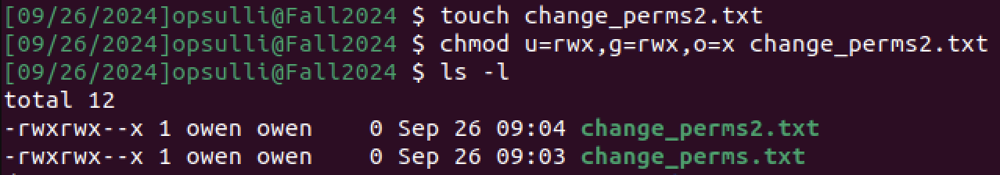 [09/26/2024]opsulli@Fall2024 $ touch change_perms2.txt
[09/26/2024]opsulli@Fall2024 $ chmod u=rwx,g=rwx,o=x change_perms2.txt
[09/26/2024]opsulli@Fall2024 $ ls -l
total 12
-rwxrwx--x 1 owen owen    0 Sep 26 09:04 change_perms2.txt
-rwxrwx--x 1 owen owen    0 Sep 26 09:03 change_perms.txt